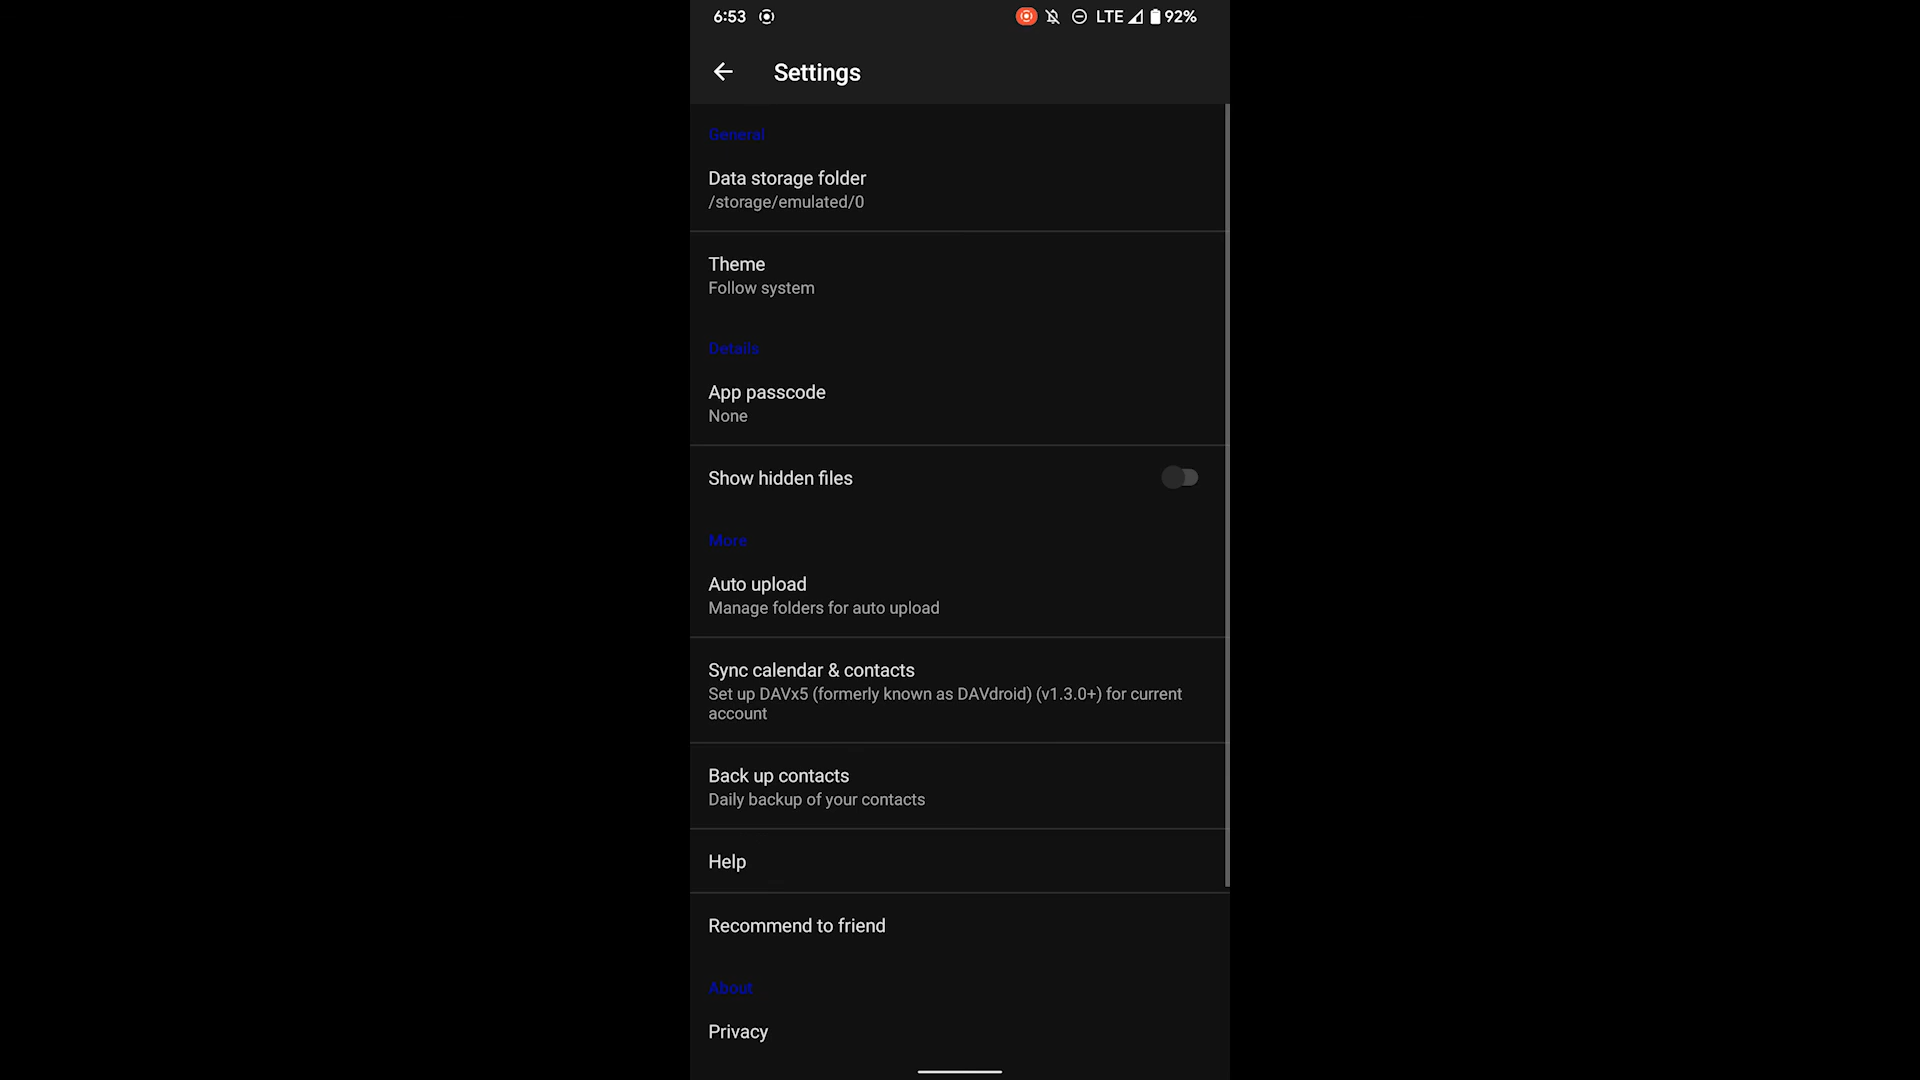 6:53 LTE 92%
Settings
General
Data storage folder
/storage/emulated/0
Theme
Follow system
Details
App passcode
None
Show hidden files
More
Auto upload
Manage folders for auto upload
Sync calendar & contacts
Set up DAVx5 (formerly known as DAVdroid) (v1.3.0+) for current
account
Back up contacts
Daily backup of your contacts
Help
Recommend to friend
About
Privacy